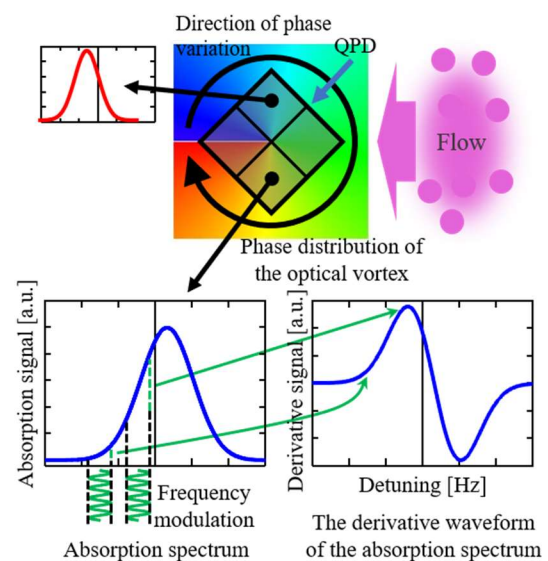 Direction of phase
variation
QPD
Flow
Phase distribution of
the optical vortex
Absorption signal [a.u.]
Frequency
modulation
Absorption spectrum
Derivative signal [a.u.]
Detuning [Hz]
The derivative waveform
of the absorption spectrum